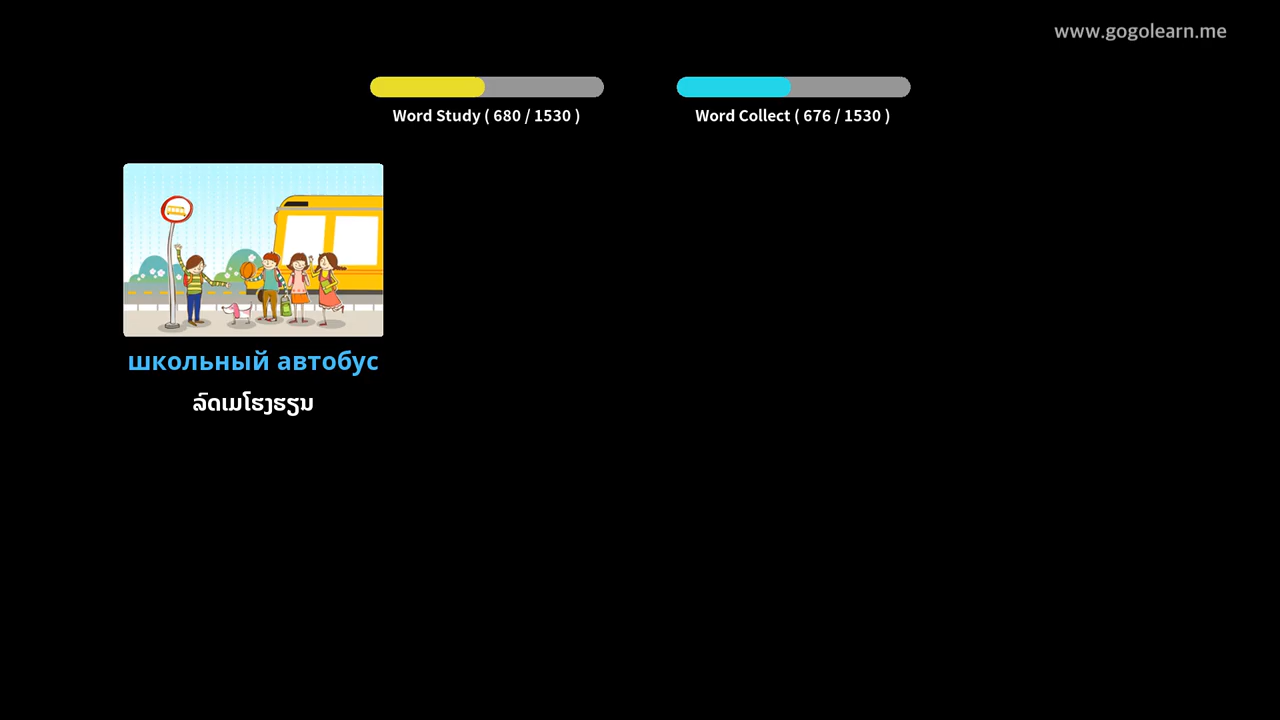 www.gogolearn.me
Word Study ( 680 / 1530 )
Word Collect ( 676 / 1530 )
школьный автобус
ລົດເມໂຮງຮຽນ